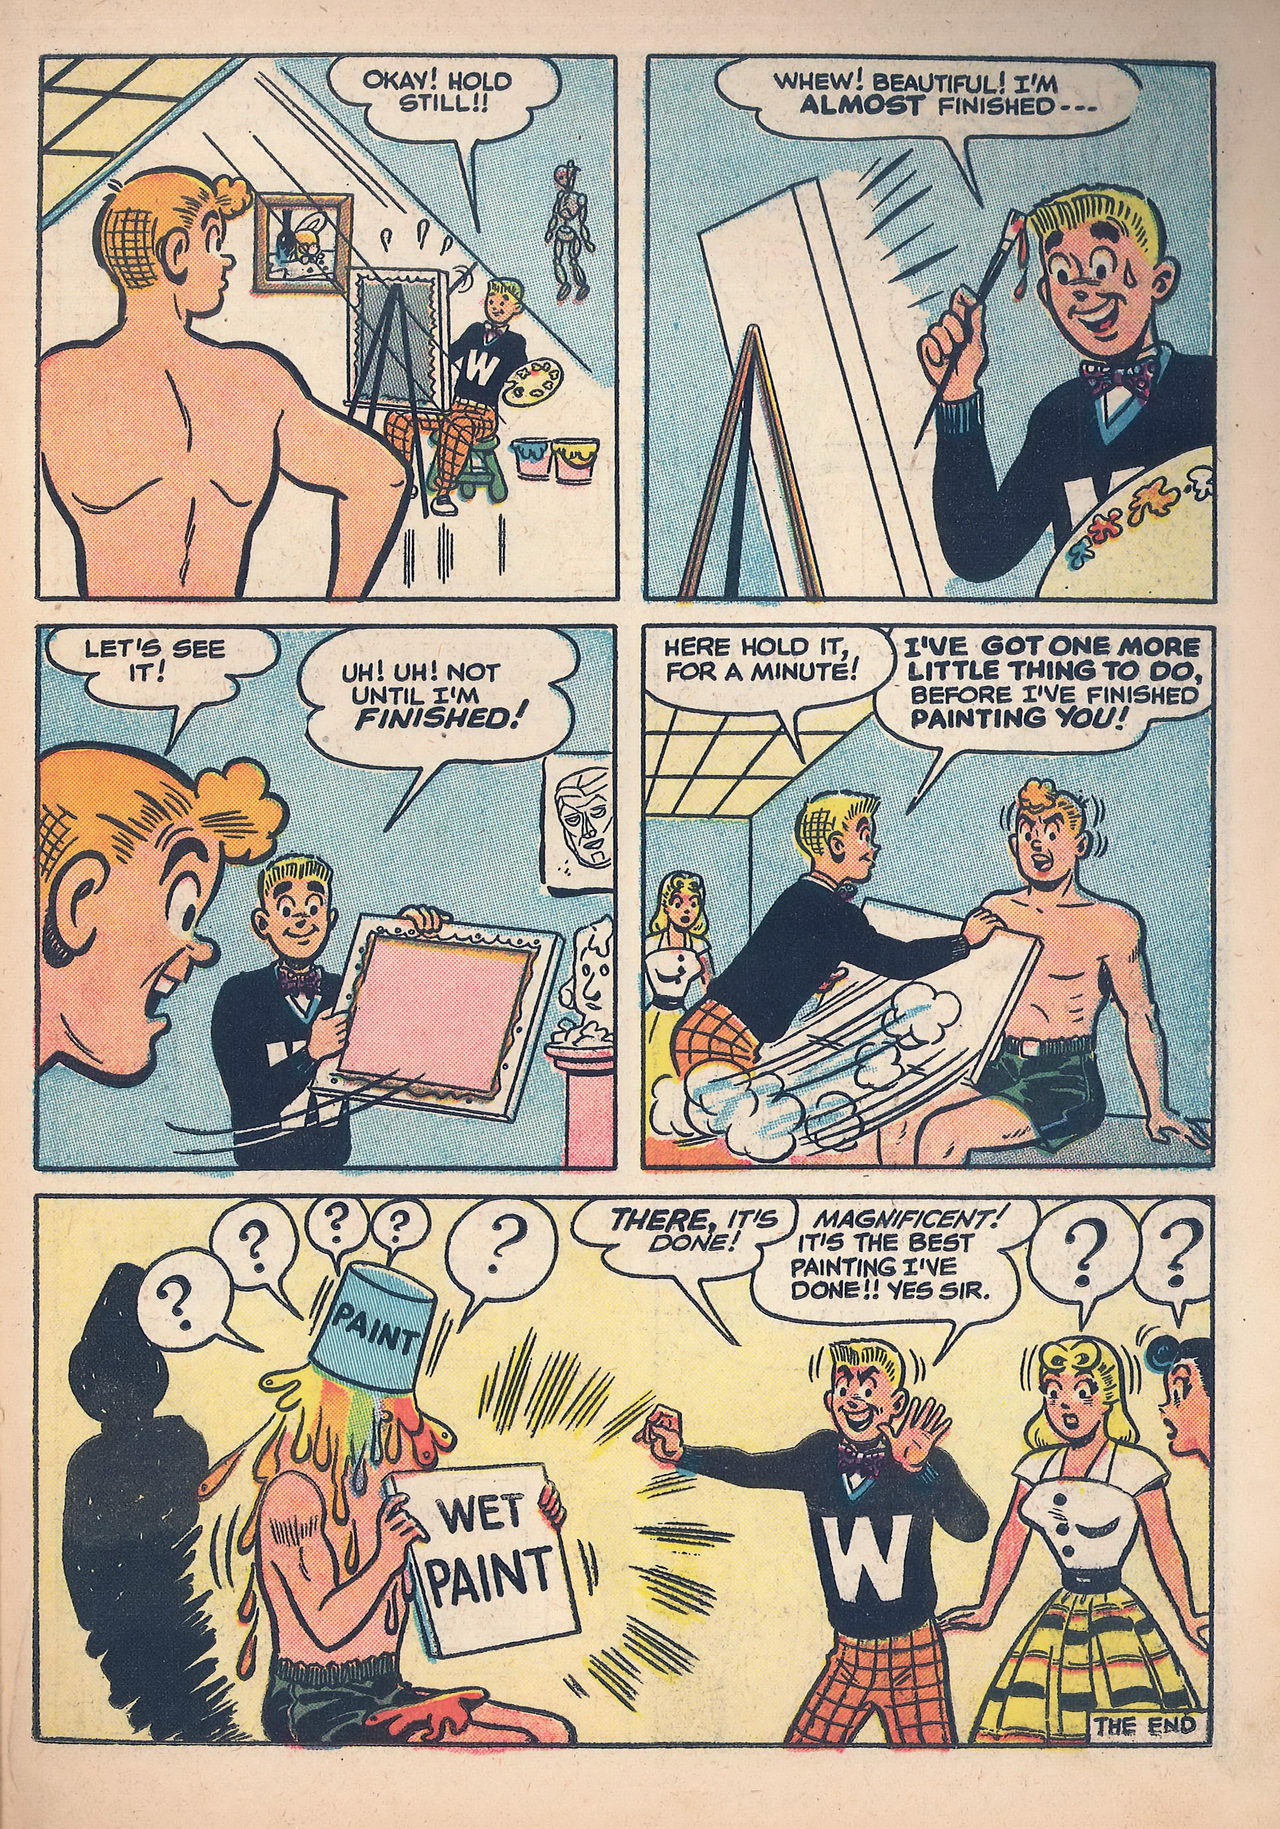 OKAY! HOLD
STILL!!
W
WHEW! BEAUTIFUL! I'M
ALMOST FINISHED---
LET'S SEE
IT!
UH! UH! NOT
UNTIL I'M
FINISHED!
HERE HOLD IT,
FOR A MINUTE!
I'VE GOT ONE MORE
LITTLE THING TO DO,
BEFORE I'VE FINISHED
PAINTING YOU!
?
?
?
?
?
PAINT
WET
PAINT
THERE, IT'S
DONE!
MAGNIFICENT!
IT'S THE BEST
PAINTING I'VE
DONE!! YES SIR.
?
?
W
THE END